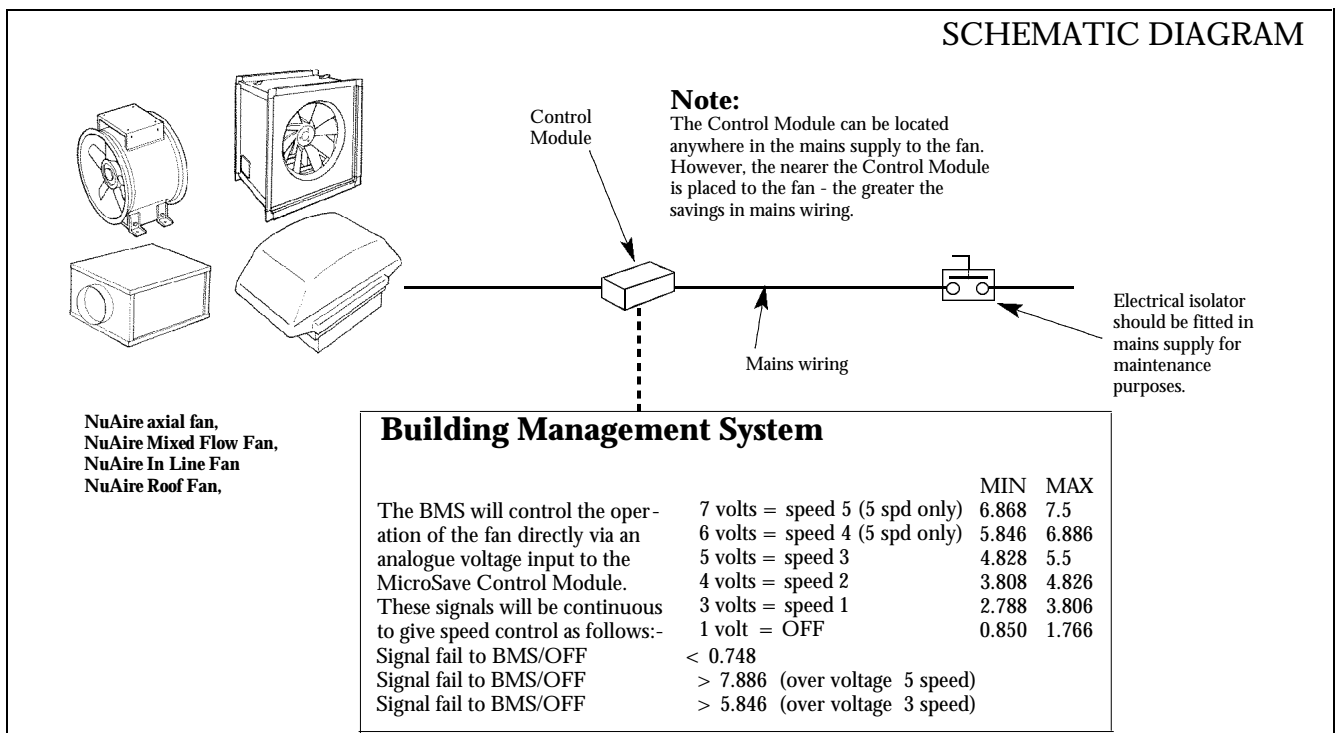 SCHEMATIC DIAGRAM
Control
Module
Note:
The Control Module can be located
anywhere in the mains supply to the fan.
However, the nearer the Control Module
is placed to the fan - the greater the
savings in mains wiring.
Mains wiring
Electrical isolator
should be fitted in
mains supply for
maintenance
purposes.
NuAire axial fan,
NuAire Mixed Flow Fan,
NuAire In Line Fan
NuAire Roof Fan,
Building Management System
The BMS will control the oper-
ation of the fan directly via an
analogue voltage input to the
MicroSave Control Module.
These signals will be continuous
to give speed control as follows:-
MIN MAX
7 volts = speed 5 (5 spd only) 6.868 7.5
6 volts = speed 4 (5 spd only) 5.846 6.886
5 volts = speed 3 4.828 5.5
4 volts = speed 2 3.808 4.826
3 volts = speed 1 2.788 3.806
1 volt = OFF 0.850 1.766
Signal fail to BMS/OFF < 0.748
Signal fail to BMS/OFF > 7.886 (over voltage 5 speed)
Signal fail to BMS/OFF > 5.846 (over voltage 3 speed)